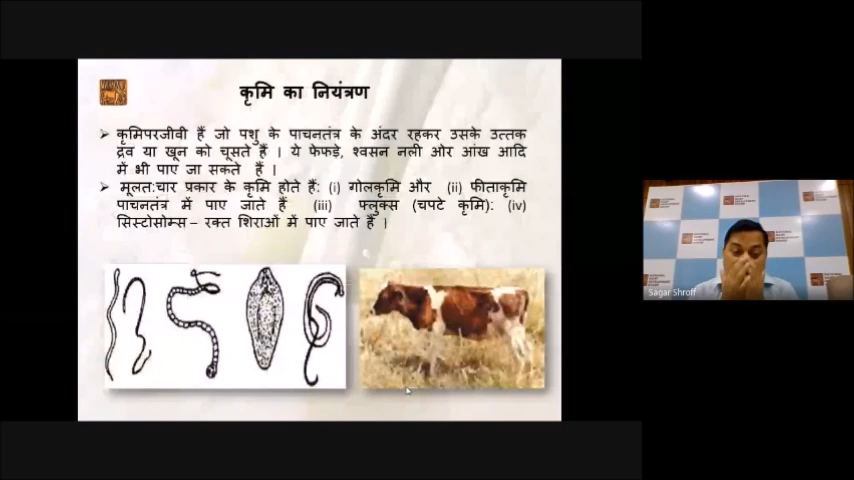 कृमि का नियंत्रण
➢ कृमिपरजीवी हैं जो पशु के पाचनतंत्र के अंदर रहकर उसके उत्तक
द्रव या खून को चूसते हैं । ये फेफड़े, श्वसन नली और आंख आदि
में भी पाए जा सकते हैं ।
➢ मूलत:चार प्रकार के कृमि होते हैं: (i) गोलकृमि और (ii) फीताकृमि
पाचनतंत्र में पाए जाते हैं (iii) फ्लुक्स (चपटे कृमि): (iv)
सिस्टोसोम्स – रक्त शिराओं में पाए जाते हैं ।
Sagar Shroff